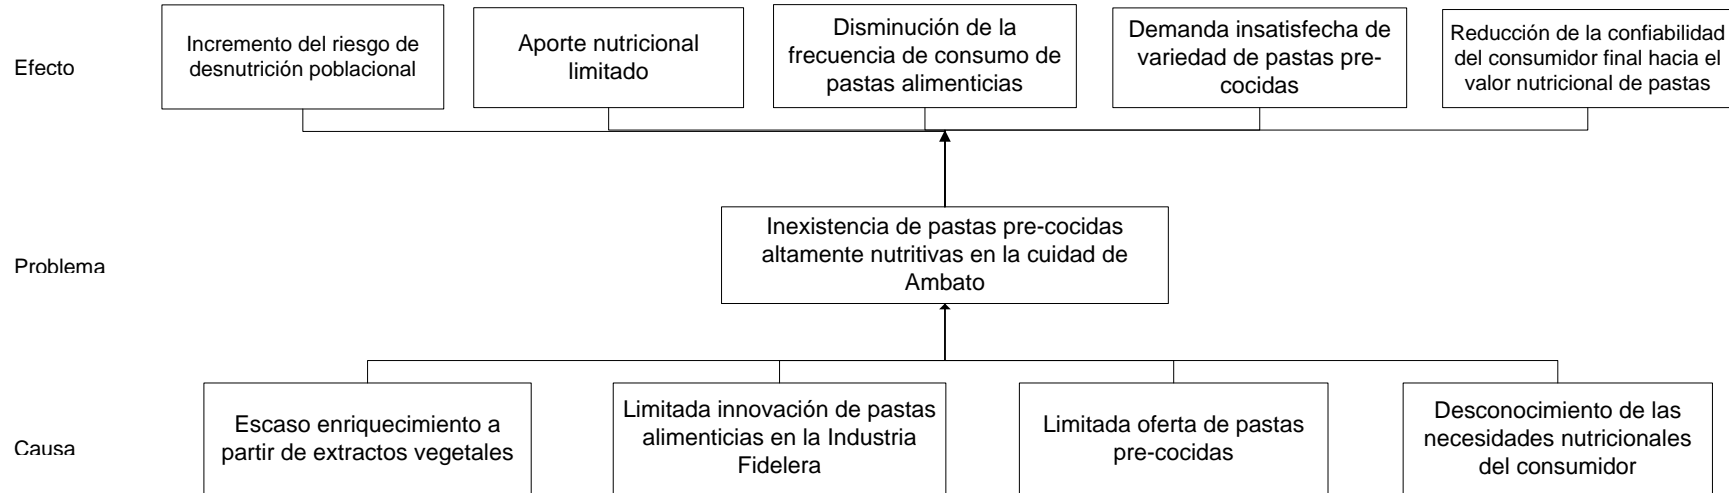 Efecto
Incremento del riesgo de
desnutrición poblacional
Aporte nutricional
limitado
Disminución de la
frecuencia de consumo de
pastas alimenticias
Demanda insatisfecha de
variedad de pastas pre-
cocidas
Reducción de la confiabilidad
del consumidor final hacia el
valor nutricional de pastas
Problema
Inexistencia de pastas pre-cocidas
altamente nutritivas en la cuidad de
Ambato
Causa
Escaso enriquecimiento a
partir de extractos vegetales
Limitada innovación de pastas
alimenticias en la Industria
Fidelera
Limitada oferta de pastas
pre-cocidas
Desconocimiento de las
necesidades nutricionales
del consumidor